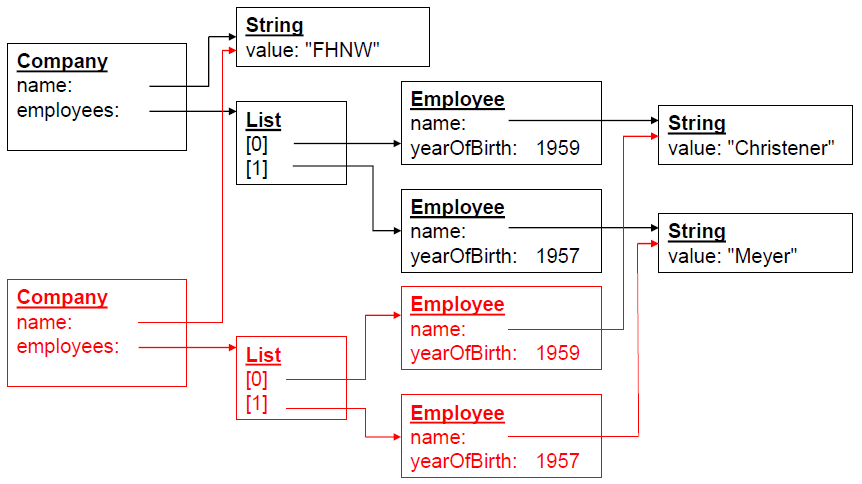 String
value: "FHNW"
Company
name:
employees:
List
[0]
[1]
Employee
name:
yearOfBirth: 1959
String
value: "Christener"
Employee
name:
yearOfBirth: 1957
String
value: "Meyer"
Company
name:
employees:
List
[0]
[1]
Employee
name:
yearOfBirth: 1959
Employee
name:
yearOfBirth: 1957